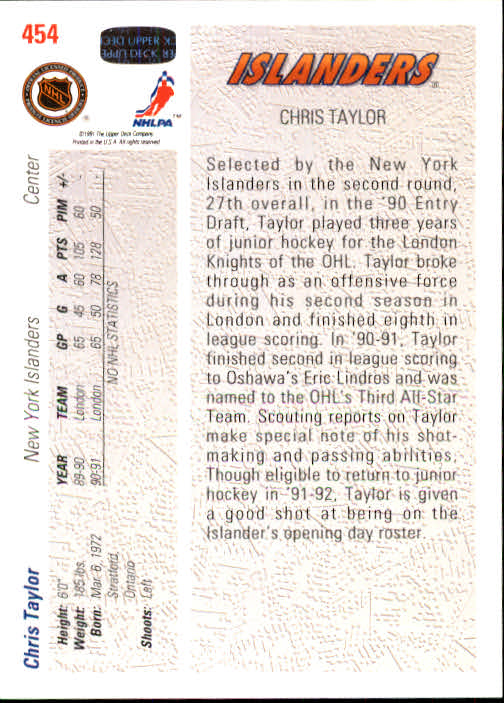 454
UPPER DECK
NHL
NHLPA™
©1991 The Upper Deck Company.
Printed in the U.S.A. All rights reserved
ISLANDERS
CHRIS TAYLOR
Selected by the New York
Islanders in the second round,
27th overall, in the '90 Entry
Draft, Taylor played three years
of junior hockey for the London
Knights of the OHL. Taylor broke
through as an offensive force
during his second season in
London and finished eighth in
league scoring. In '90-91, Taylor
finished second in league scoring
to Oshawa's Eric Lindros and was
named to the OHL's Third All-Star
Team. Scouting reports on Taylor
make special note of his shot-
making and passing abilities.
Though eligible to return to junior
hockey in '91-92, Taylor is given
a good shot at being on the
Islander's opening day roster.
Chris Taylor New York Islanders Center
Height: 6'0"
Weight: 185 lbs.
Born: Mar. 6, 1972
Stratford,
Ontario
Shoots: Left
YEAR TEAM GP G A PTS PIM +/-
89-90 London 65 45 60 105 60 -
90-91 London 65 50 78 128 50 -
NO NHL STATISTICS